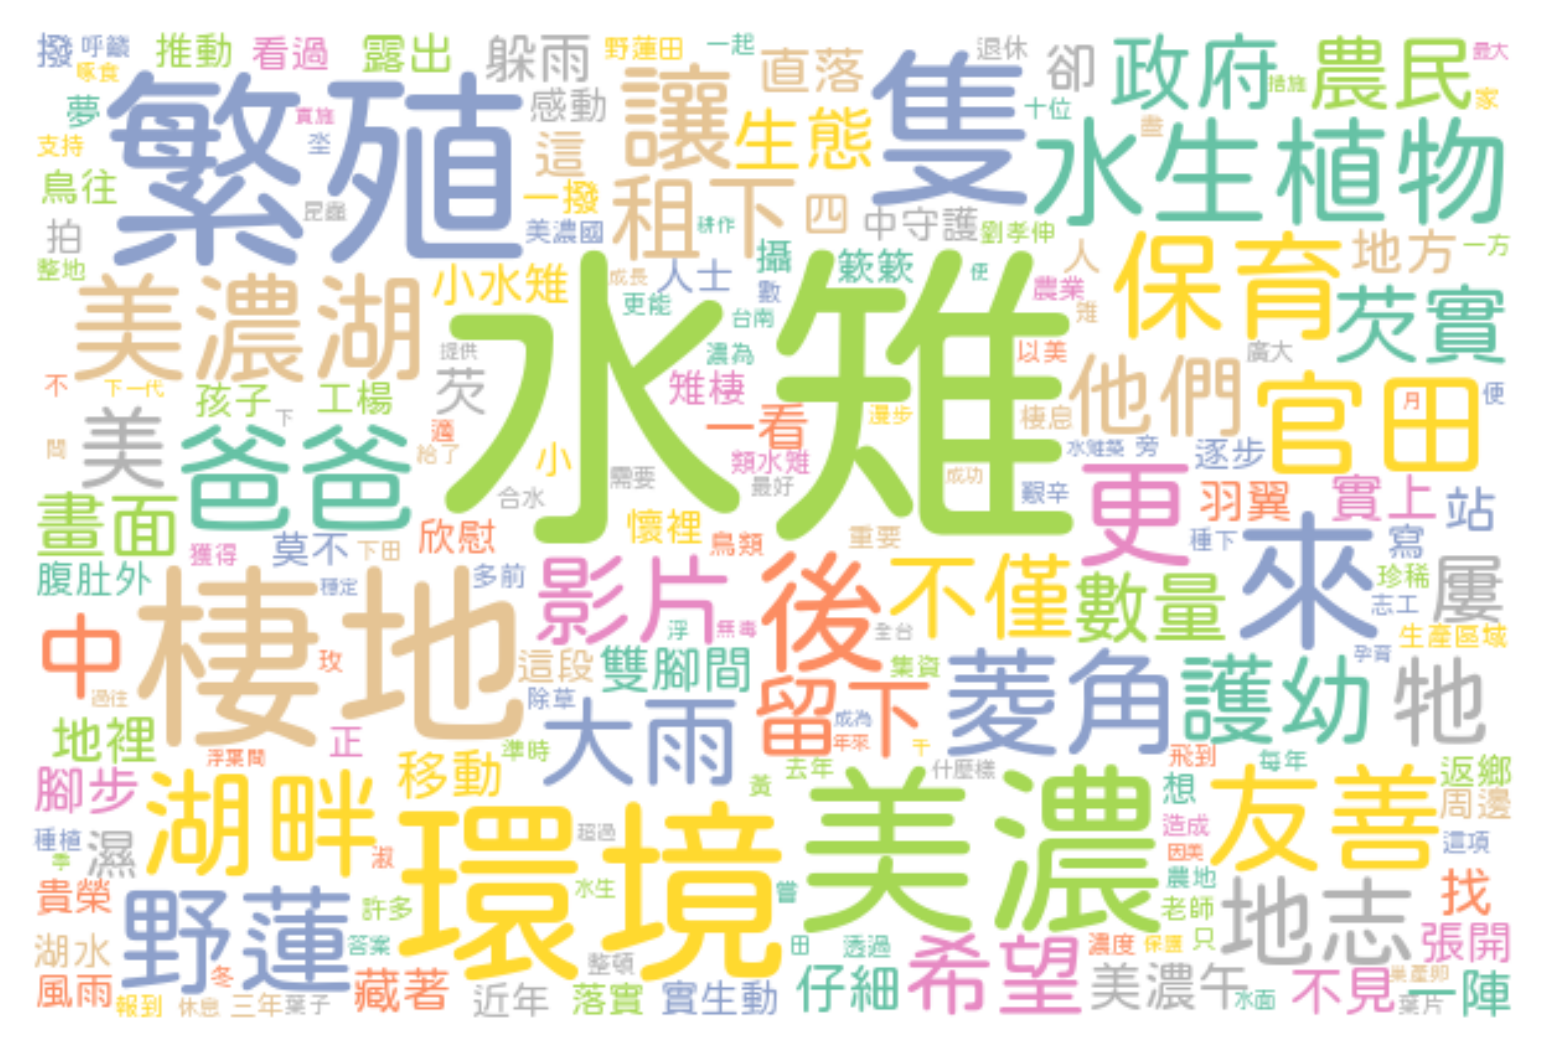 撥 呼籲 推動 看過 露出 躲雨 野蓮田 一起 直落 退休 卻 政府 農民 最大
啄食 措施 家
夢 繁殖 實施 感動 讓 生態 隻 十位 水生植物
支持 坌 這 盡
鳥往 昆蟲 一撥 租下 四 中守護 劉孝伸
拍 美濃國 耕作 保育 地方 一方
整地 小水雉 成長 人士 攝 簌簌 便 人
美濃湖 更能 數 農業 雉 芡實
台南
水雉
不 下一代 提供 濃為 以美 廣大
孩子 下 工楊 芡 雉棲 他們 官田 月 便
美 爸爸 週 一看 漫步 棲息
間 給了 小 類水雉 水雉築 旁 逐步
合水 需要 最好 成功 艱辛 更 羽翼 實上 站
畫面 獲得 莫不 下田 欣慰 懷裡 鳥類 重要 種下 來 寫
腹肚外 棲地 穩定 多前 影片 後 不僅 數量 珍稀 屢
志工
中 玫 浮 無毒 全台 生產區域
過往 這段 雙腳間 集資 菱角 護幼 孕育 牠
地裡 除草 大雨 留下 成為
浮葉間 正 準時 年來 千 飛到
腳步 湖畔 移動 黃 去年 什麼樣 每年 返鄉
美濃 想 友善 周邊
種植 濕 淑 環境 超過 造成 這項
季 因美
貴榮 野蓮 許多 水生 嘗 農地 地志 找
湖水 答案 老師
冬 整頓 田 透過 希望 濃度 保護 只 張開
風雨 報到 休息 三年 葉子 藏著 近年 落實 實生動 仔細 美濃午 水面 不見 巢產卵 葉片 一陣